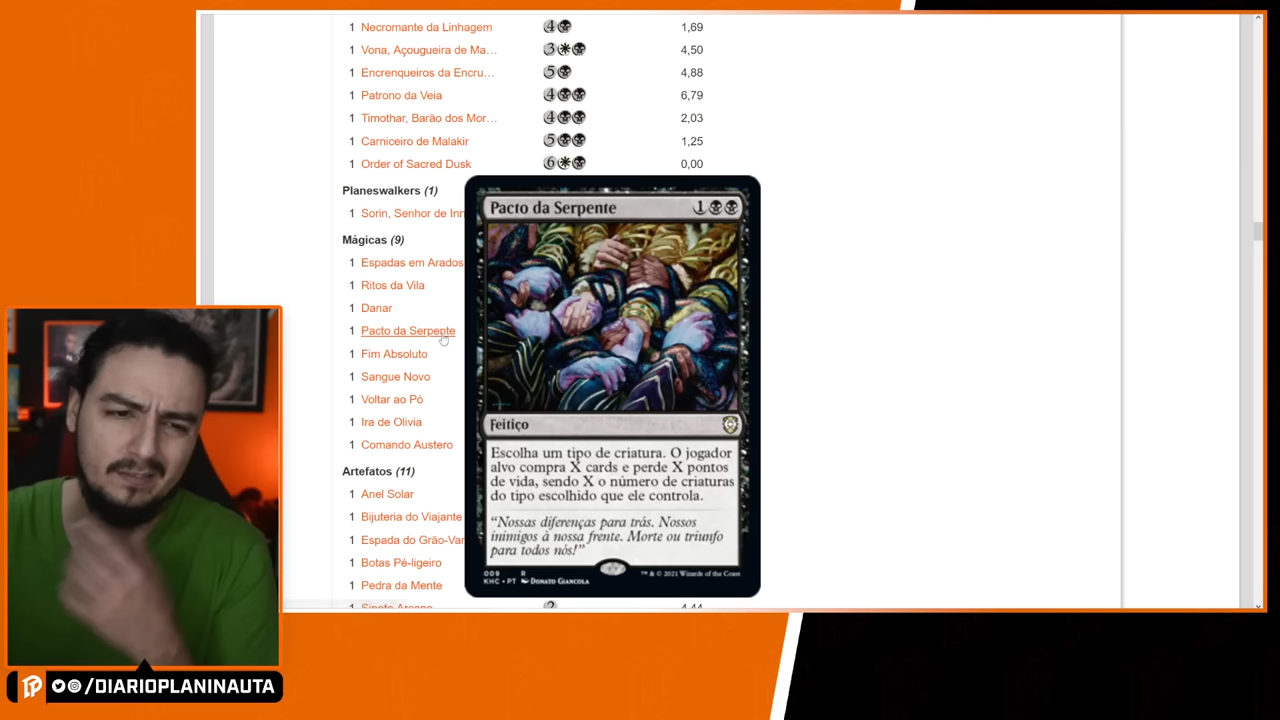 1 Necromante da Linhagem 4 1,69
1 Vona, Açougueira de Ma… 3 4,50
1 Encrenqueiros da Encru… 5 4,88
1 Patrono da Veia 4 6,79
1 Timothar, Barão dos Mor… 4 2,03
1 Carniceiro de Malakir 5 1,25
1 Order of Sacred Dusk 6 0,00
Planeswalkers (1)
1 Sorin, Senhor de Inn
Mágicas (9)
1 Espadas em Arados
1 Ritos da Vila
1 Danar
1 Pacto da Serpente
1 Fim Absoluto
1 Sangue Novo
1 Voltar ao Pó
1 Ira de Olivia
1 Comando Austero
Artefatos (11)
1 Anel Solar
1 Bijuteria do Viajante
1 Espada do Grão-Var
1 Botas Pé-ligeiro
1 Pedra da Mente
Pacto da Serpente 1
Feitiço
Escolha um tipo de criatura. O jogador
alvo compra X cards e perde X pontos
de vida, sendo X o número de criaturas
do tipo escolhido que ele controla.
“Nossas diferenças para trás. Nossos
inimigos à nossa frente. Morte ou triunfo
para todos nós!”
009 R
KHC • PT Donato Giancola
™ & © 2021 Wizards of the Coast
/DIARIOPLANINAUTA